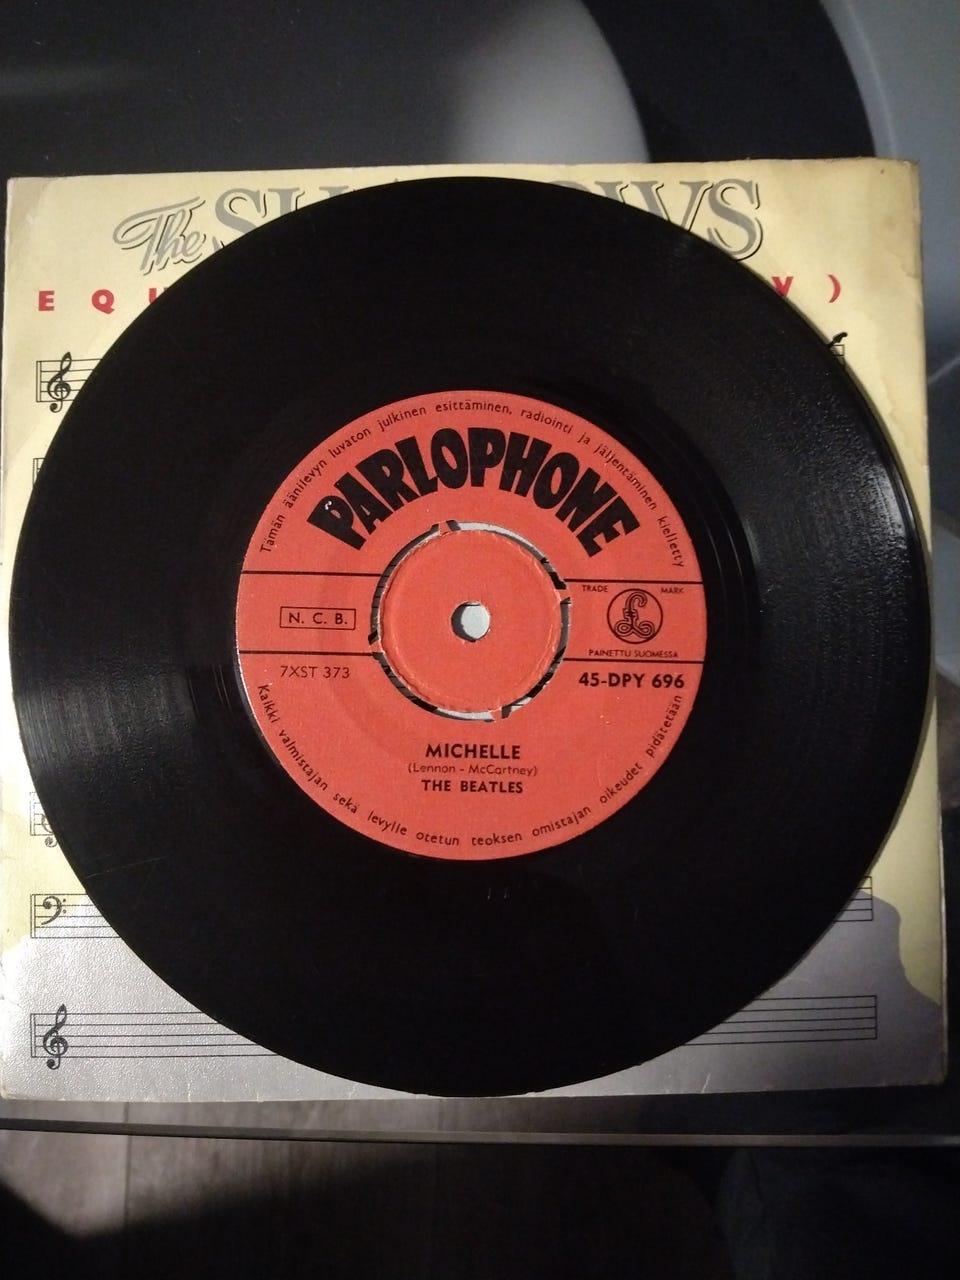 The
EQU
V)
Tämän äänilevyn luvaton julkinen esittäminen, radiointi ja jäljentäminen kielletty
PARLOPHONE
TRADE MARK
N. C. B.
£
PAINETTU SUOMESSA
7XST 373
45-DPY 696
MICHELLE
(Lennon - McCartney)
THE BEATLES
Kaikki valmistajan sekä levylle otetun teoksen omistajan oikeudet pidätetään